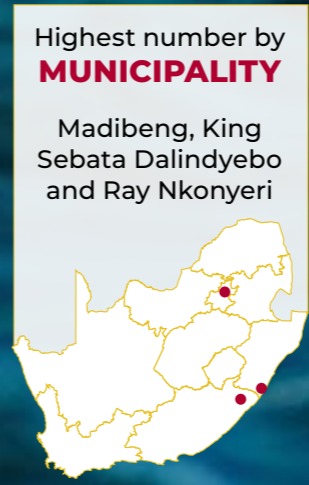 Highest number by
MUNICIPALITY
Madibeng, King
Sebata Dalindyebo
and Ray Nkonyeri